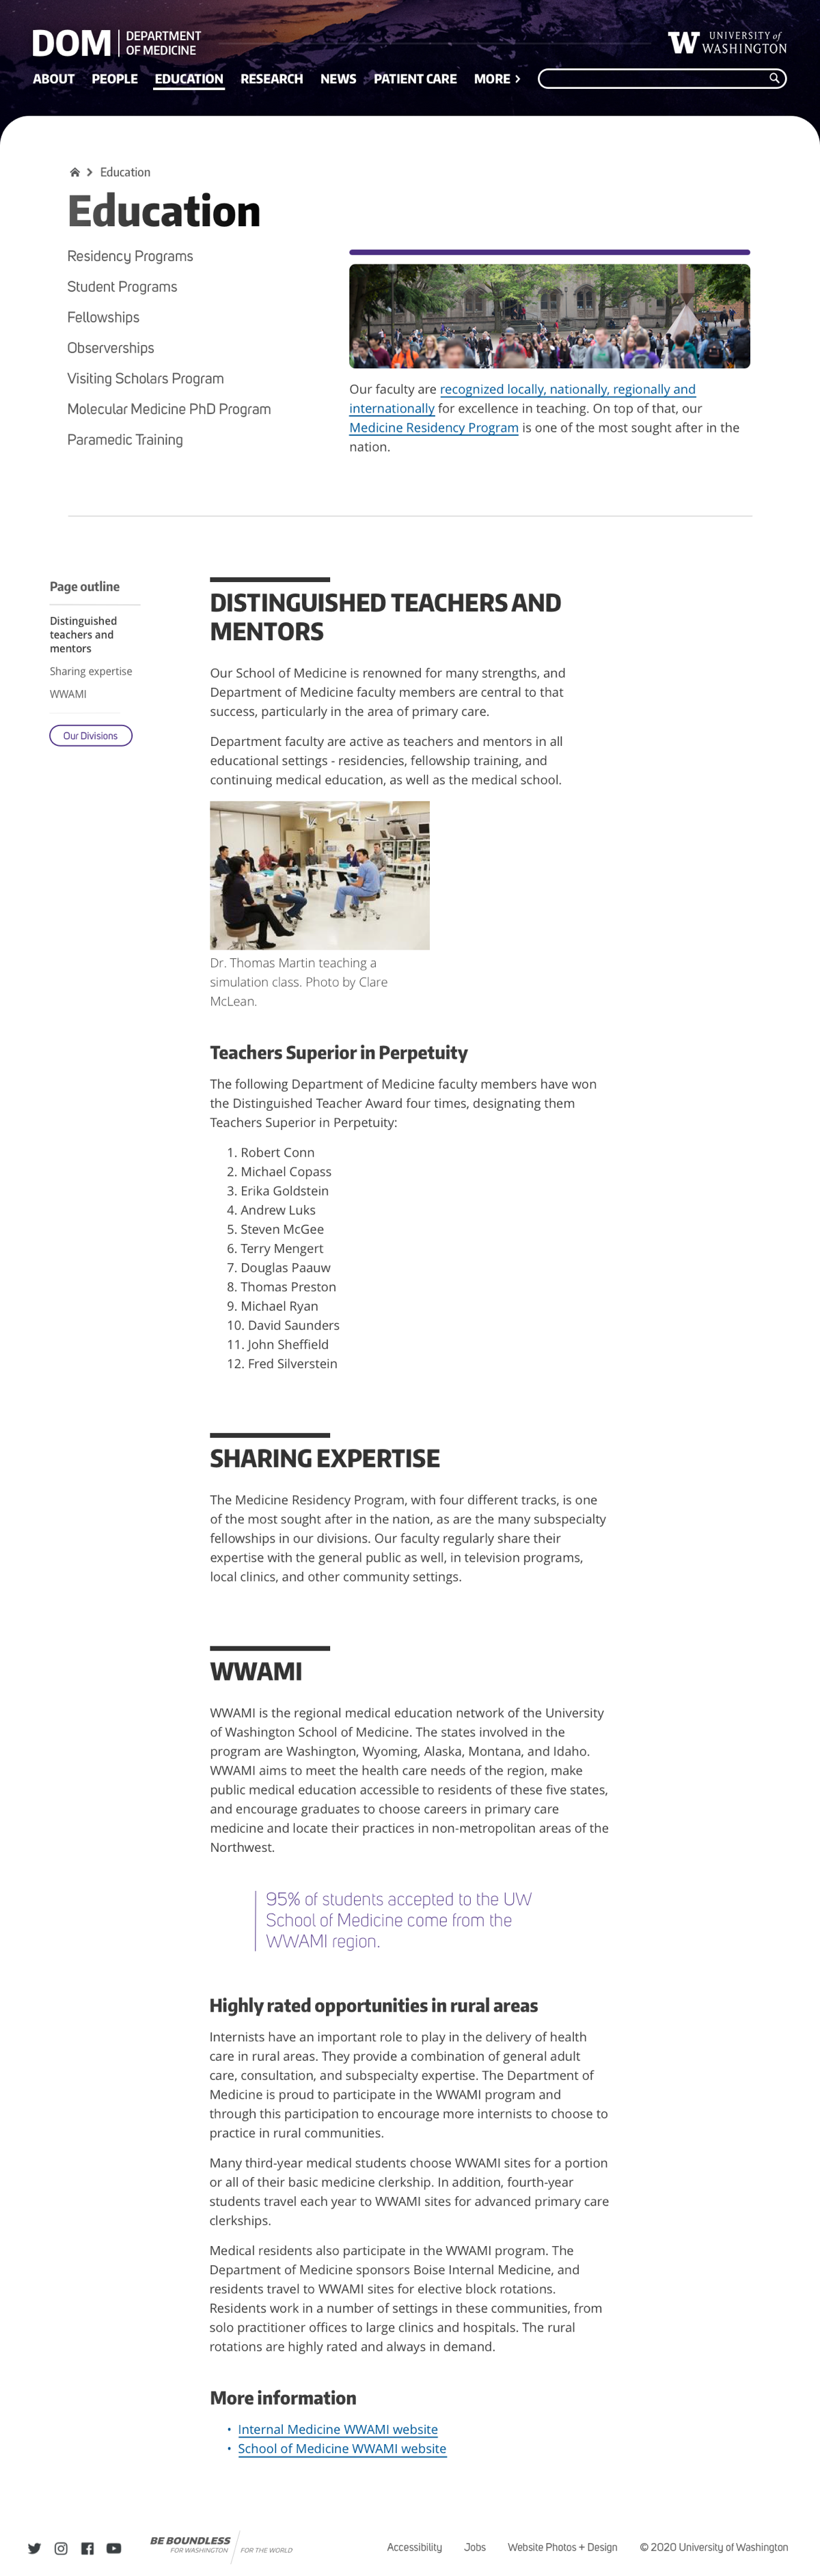 DOM
DEPARTMENT
OF MEDICINE
W
UNIVERSITY of
WASHINGTON
ABOUT PEOPLE EDUCATION RESEARCH NEWS PATIENT CARE MORE
Education
Education
Residency Programs
Student Programs
Fellowships
Observerships
Visiting Scholars Program
Molecular Medicine PhD Program
Paramedic Training
Our faculty are recognized locally, nationally, regionally and
internationally for excellence in teaching. On top of that, our
Medicine Residency Program is one of the most sought after in the
nation.
Page outline
Distinguished
teachers and
mentors
Sharing expertise
WWAMI
Our Divisions
DISTINGUISHED TEACHERS AND
MENTORS
Our School of Medicine is renowned for many strengths, and
Department of Medicine faculty members are central to that
success, particularly in the area of primary care.
Department faculty are active as teachers and mentors in all
educational settings - residencies, fellowship training, and
continuing medical education, as well as the medical school.
Dr. Thomas Martin teaching a
simulation class. Photo by Clare
McLean.
Teachers Superior in Perpetuity
The following Department of Medicine faculty members have won
the Distinguished Teacher Award four times, designating them
Teachers Superior in Perpetuity:
1. Robert Conn
2. Michael Copass
3. Erika Goldstein
4. Andrew Luks
5. Steven McGee
6. Terry Mengert
7. Douglas Paauw
8. Thomas Preston
9. Michael Ryan
10. David Saunders
11. John Sheffield
12. Fred Silverstein
SHARING EXPERTISE
The Medicine Residency Program, with four different tracks, is one
of the most sought after in the nation, as are the many subspecialty
fellowships in our divisions. Our faculty regularly share their
expertise with the general public as well, in television programs,
local clinics, and other community settings.
WWAMI
WWAMI is the regional medical education network of the University
of Washington School of Medicine. The states involved in the
program are Washington, Wyoming, Alaska, Montana, and Idaho.
WWAMI aims to meet the health care needs of the region, make
public medical education accessible to residents of these five states,
and encourage graduates to choose careers in primary care
medicine and locate their practices in non-metropolitan areas of the
Northwest.
95% of students accepted to the UW
School of Medicine come from the
WWAMI region.
Highly rated opportunities in rural areas
Internists have an important role to play in the delivery of health
care in rural areas. They provide a combination of general adult
care, consultation, and subspecialty expertise. The Department of
Medicine is proud to participate in the WWAMI program and
through this participation to encourage more internists to choose to
practice in rural communities.
Many third-year medical students choose WWAMI sites for a portion
or all of their basic medicine clerkship. In addition, fourth-year
students travel each year to WWAMI sites for advanced primary care
clerkships.
Medical residents also participate in the WWAMI program. The
Department of Medicine sponsors Boise Internal Medicine, and
residents travel to WWAMI sites for elective block rotations.
Residents work in a number of settings in these communities, from
solo practitioner offices to large clinics and hospitals. The rural
rotations are highly rated and always in demand.
More information
• Internal Medicine WWAMI website
• School of Medicine WWAMI website
BE BOUNDLESS
FOR WASHINGTON FOR THE WORLD
Accessibility Jobs Website Photos + Design © 2020 University of Washington